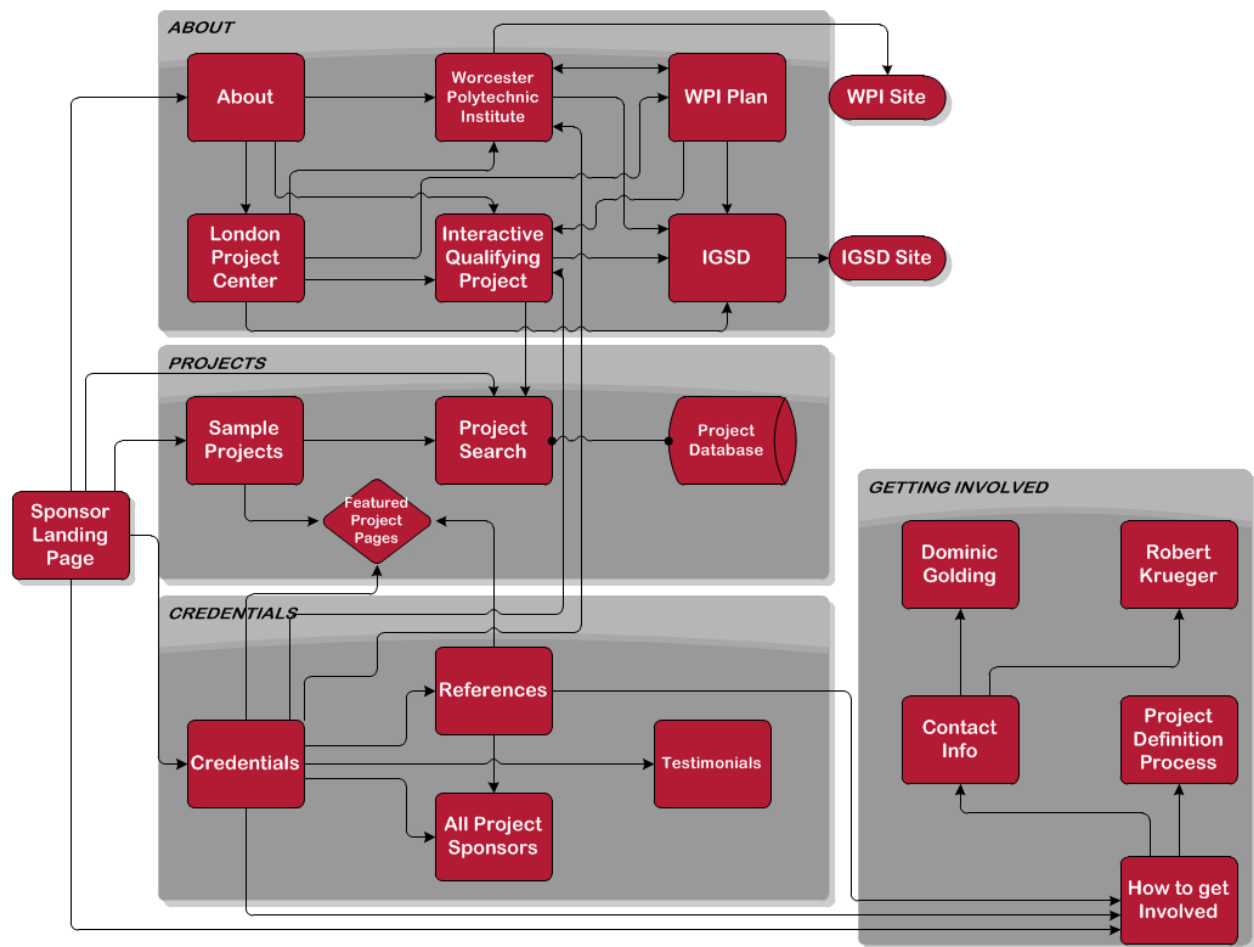 ABOUT
About
Worcester
Polytechnic
Institute
WPI Plan
WPI Site
London
Project
Center
Interactive
Qualifying
Project
IGSD
IGSD Site
PROJECTS
Sample
Projects
Project
Search
Project
Database
Featured
Project
Pages
Sponsor
Landing
Page
CREDENTIALS
References
Credentials
Testimonials
All Project
Sponsors
GETTING INVOLVED
Dominic
Golding
Robert
Krueger
Contact
Info
Project
Definition
Process
How to get
Involved